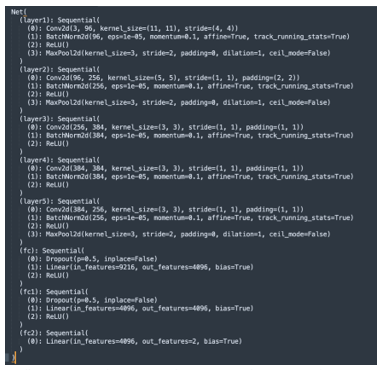 Net(
(layer1): Sequential(
(0): Conv2d(3, 96, kernel_size=(11, 11), stride=(4, 4))
(1): BatchNorm2d(96, eps=1e-05, momentum=0.1, affine=True, track_running_stats=True)
(2): ReLU()
(3): MaxPool2d(kernel_size=3, stride=2, padding=0, dilation=1, ceil_mode=False)
)
(layer2): Sequential(
(0): Conv2d(96, 256, kernel_size=(5, 5), stride=(1, 1), padding=(2, 2))
(1): BatchNorm2d(256, eps=1e-05, momentum=0.1, affine=True, track_running_stats=True)
(2): ReLU()
(3): MaxPool2d(kernel_size=3, stride=2, padding=0, dilation=1, ceil_mode=False)
)
(layer3): Sequential(
(0): Conv2d(256, 384, kernel_size=(3, 3), stride=(1, 1), padding=(1, 1))
(1): BatchNorm2d(384, eps=1e-05, momentum=0.1, affine=True, track_running_stats=True)
(2): ReLU()
)
(layer4): Sequential(
(0): Conv2d(384, 384, kernel_size=(3, 3), stride=(1, 1), padding=(1, 1))
(1): BatchNorm2d(384, eps=1e-05, momentum=0.1, affine=True, track_running_stats=True)
(2): ReLU()
)
(layer5): Sequential(
(0): Conv2d(384, 256, kernel_size=(3, 3), stride=(1, 1), padding=(1, 1))
(1): BatchNorm2d(256, eps=1e-05, momentum=0.1, affine=True, track_running_stats=True)
(2): ReLU()
(3): MaxPool2d(kernel_size=3, stride=2, padding=0, dilation=1, ceil_mode=False)
)
(fc): Sequential(
(0): Dropout(p=0.5, inplace=False)
(1): Linear(in_features=9216, out_features=4096, bias=True)
(2): ReLU()
)
(fc1): Sequential(
(0): Dropout(p=0.5, inplace=False)
(1): Linear(in_features=4096, out_features=4096, bias=True)
(2): ReLU()
)
(fc2): Sequential(
(0): Linear(in_features=4096, out_features=2, bias=True)
)
)